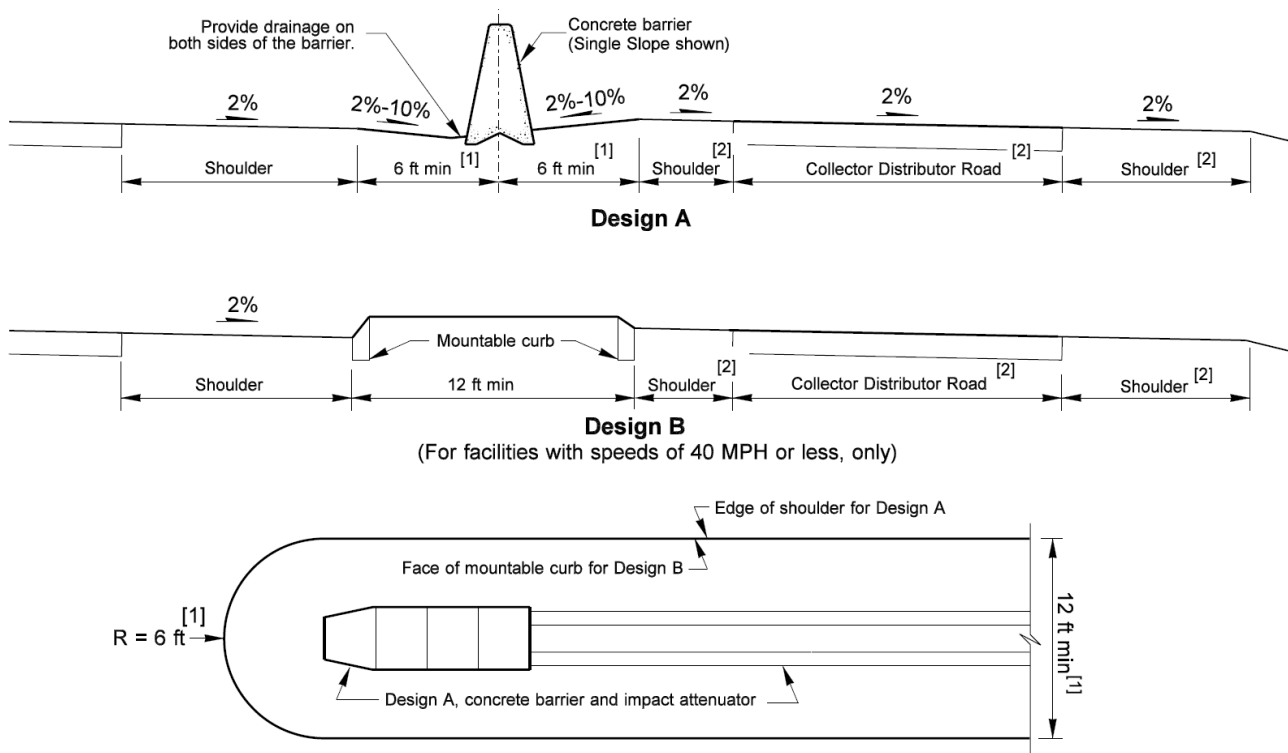 Provide drainage on
both sides of the barrier.
Concrete barrier
(Single Slope shown)
2%
2%-10%
2%-10%
2%
2%
2%
Shoulder
6 ft min [1]
6 ft min [1]
Shoulder [2]
Collector Distributor Road [2]
Shoulder [2]
Design A
2%
Mountable curb
Shoulder
12 ft min
Shoulder [2]
Collector Distributor Road [2]
Shoulder [2]
Design B
(For facilities with speeds of 40 MPH or less, only)
Edge of shoulder for Design A
Face of mountable curb for Design B
R = 6 ft [1]
12 ft min [1]
Design A, concrete barrier and impact attenuator